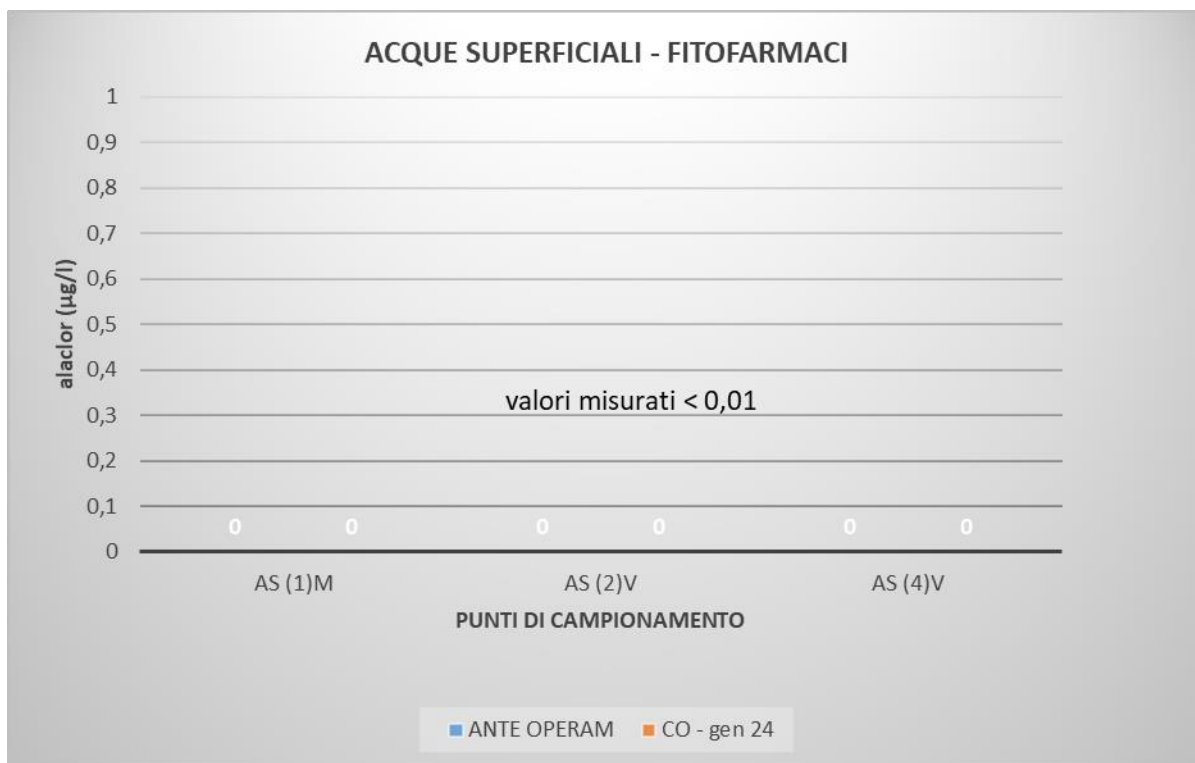 ACQUE SUPERFICIALI - FITOFARMACI
1
0,9
0,8
0,7
0,6
0,5
0,4
0,3
0,2
0,1
0
alaclor (µg/l)
valori misurati < 0,01
0 0 0 0 0 0
AS (1)M AS (2)V AS (4)V
PUNTI DI CAMPIONAMENTO
ANTE OPERAM CO - gen 24